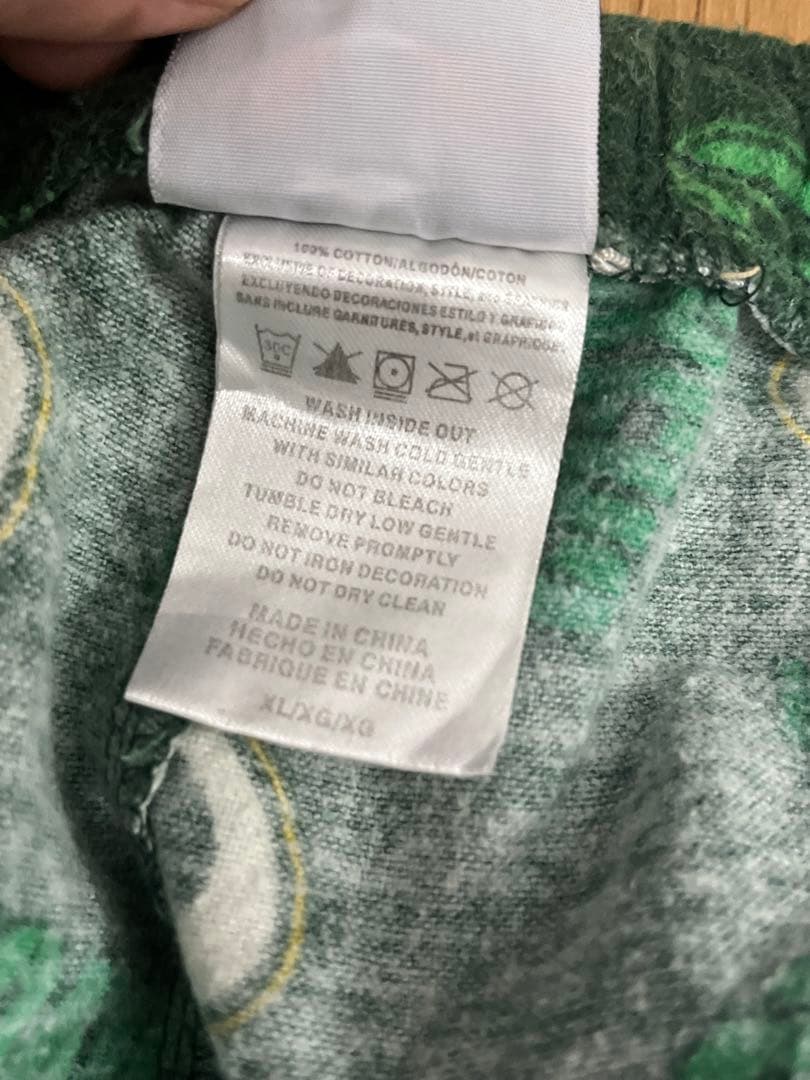 100% COTTON/ALGODÓN/COTON
EXCLUSIVE OF DECORATION, STYLE, and GRAPHICS
EXCLUYENDO DECORACIONES ESTILO Y GRAFICOS
SANS INCLURE GARNITURES, STYLE, et GRAPHIQUES
30C
WASH INSIDE OUT
MACHINE WASH COLD GENTLE
WITH SIMILAR COLORS
DO NOT BLEACH
TUMBLE DRY LOW GENTLE
REMOVE PROMPTLY
DO NOT IRON DECORATION
DO NOT DRY CLEAN
MADE IN CHINA
HECHO EN CHINA
FABRIQUE EN CHINE
XL/XG/XG